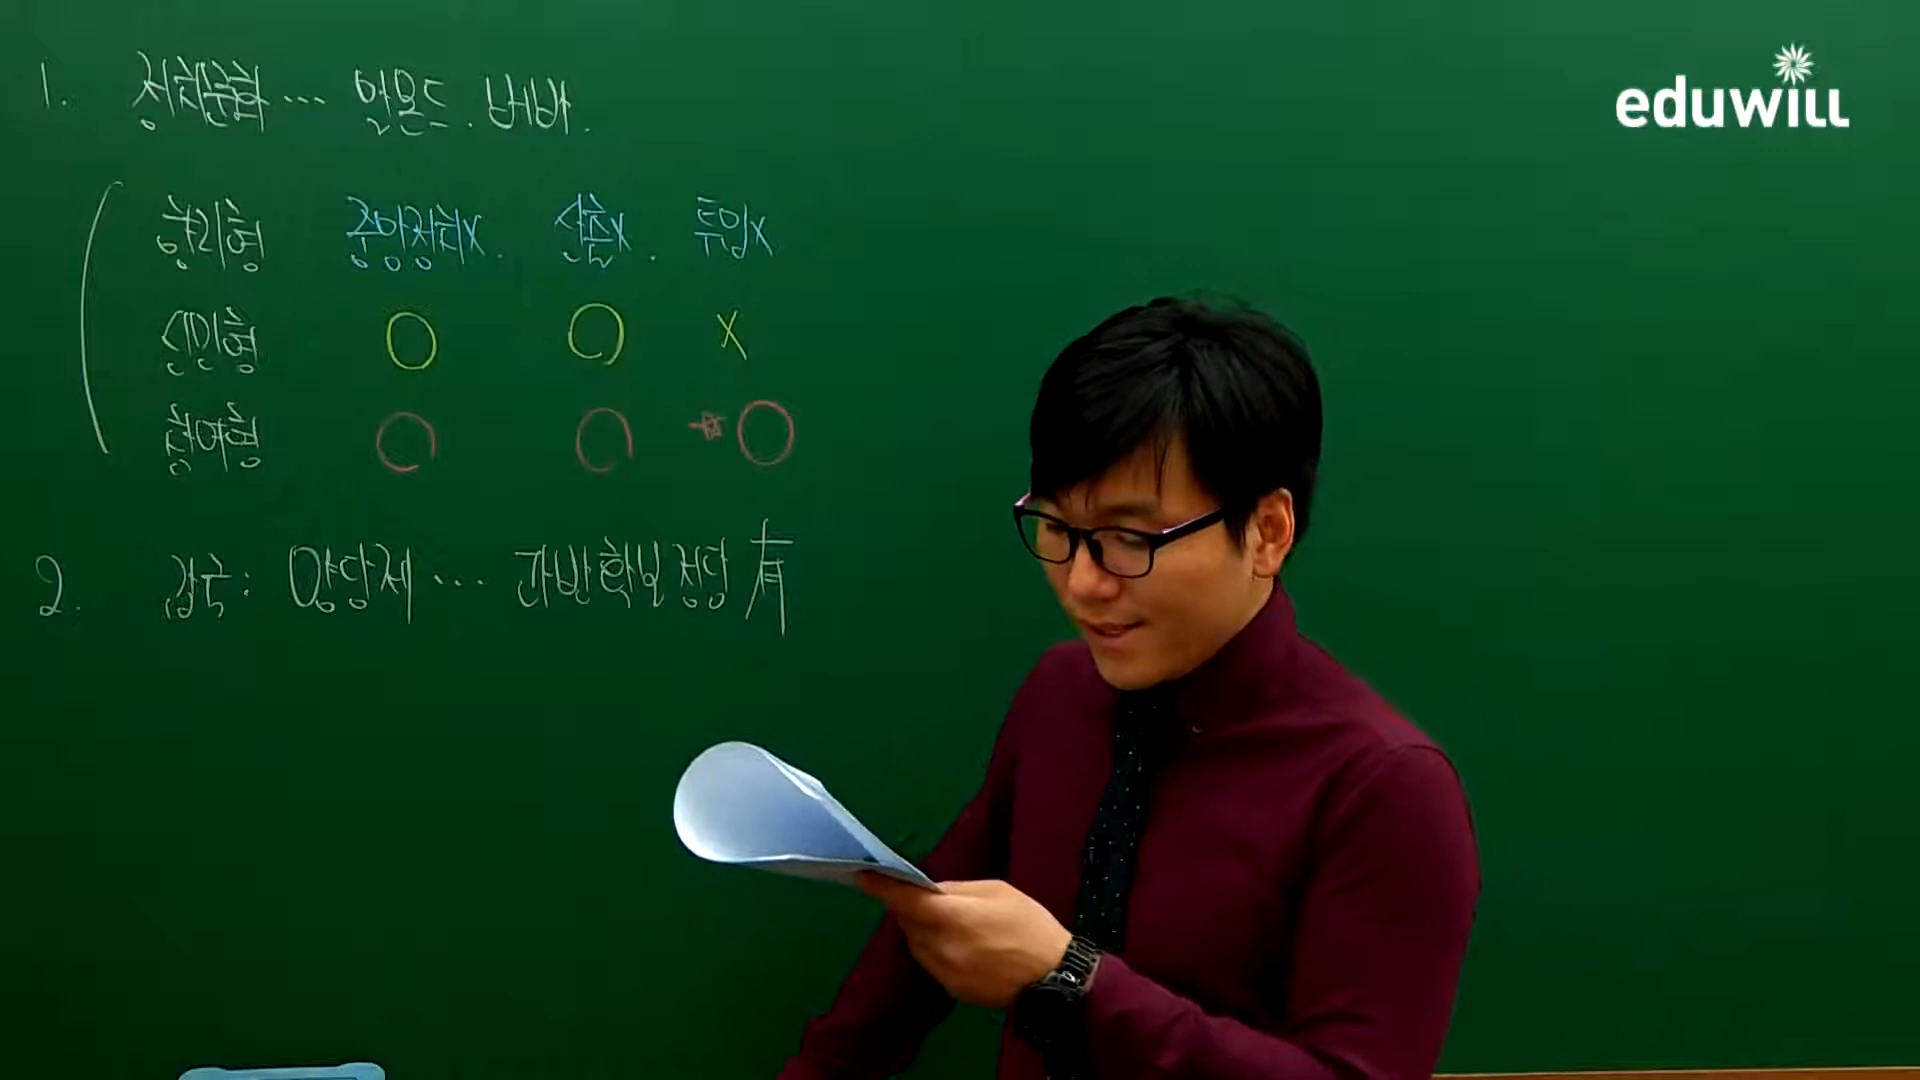 eduwill
1. 정치문화 … 알몬드. 버바.
향리형 중앙정치X. 산출X. 투입X
신민형 O O X
참여형 O O ☆ O
2. 갑국: 양당제 … 과반 확보 정당 有